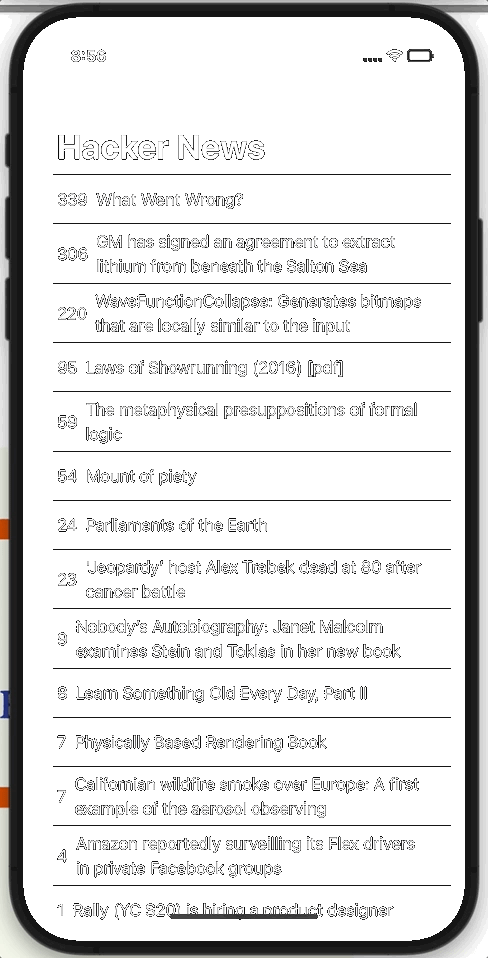 8:56
Hacker News
339 What Went Wrong?
306 GM has signed an agreement to extract
lithium from beneath the Salton Sea
220 WaveFunctionCollapse: Generates bitmaps
that are locally similar to the input
95 Laws of Showrunning (2016) [pdf]
59 The metaphysical presuppositions of formal
logic
54 Mount of piety
24 Parliaments of the Earth
23 'Jeopardy' host Alex Trebek dead at 80 after
cancer battle
9 Nobody's Autobiography: Janet Malcolm
examines Stein and Toklas in her new book
8 Learn Something Old Every Day, Part II
7 Physically Based Rendering Book
7 Californian wildfire smoke over Europe: A first
example of the aerosol observing
4 Amazon reportedly surveilling its Flex drivers
in private Facebook groups
1 Rally (YC S20) is hiring a product designer